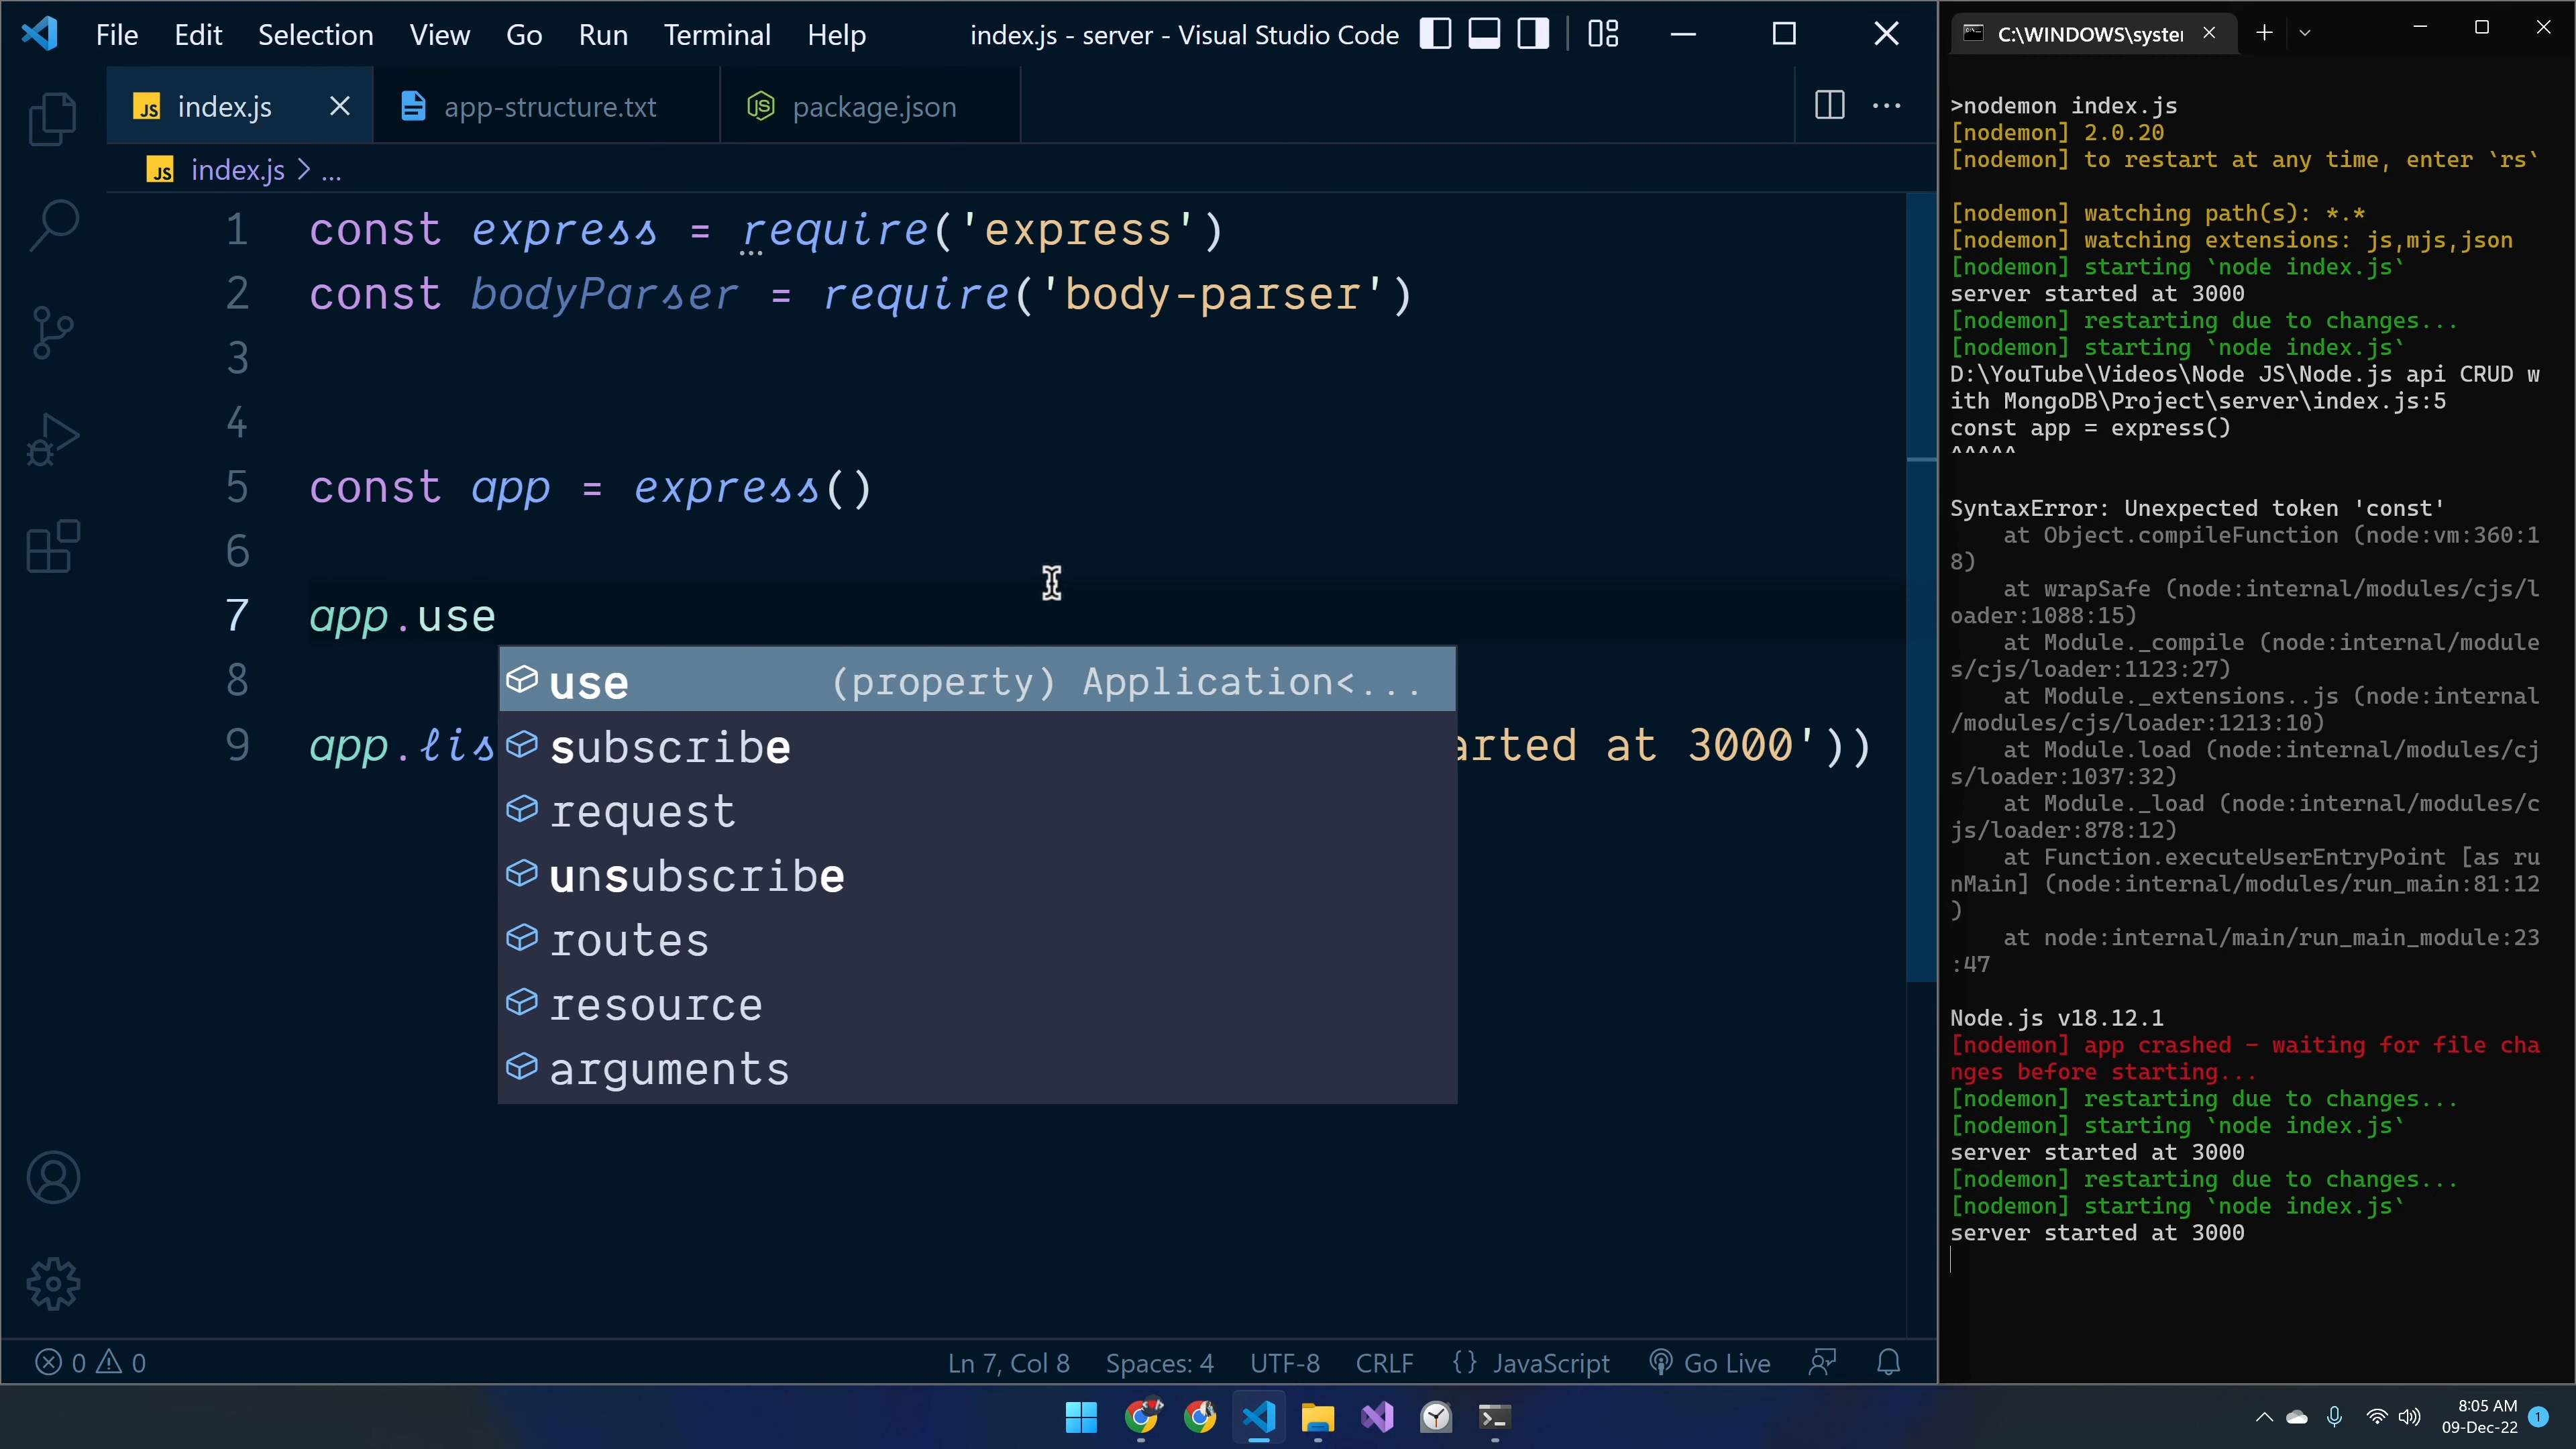 File Edit Selection View Go Run Terminal Help index.js - server - Visual Studio Code
index.js app-structure.txt package.json
index.js > ...
1 const express = require('express')
2 const bodyParser = require('body-parser')
3
4
5 const app = express()
6
7 app.use
8
9 app.lis arted at 3000'))
use (property) Application<...
subscribe
request
unsubscribe
routes
resource
arguments
0 0 Ln 7, Col 8 Spaces: 4 UTF-8 CRLF {} JavaScript Go Live
C:\WINDOWS\syste
>nodemon index.js
[nodemon] 2.0.20
[nodemon] to restart at any time, enter `rs`
[nodemon] watching path(s): *.*
[nodemon] watching extensions: js,mjs,json
[nodemon] starting `node index.js`
server started at 3000
[nodemon] restarting due to changes...
[nodemon] starting `node index.js`
D:\YouTube\Videos\Node JS\Node.js api CRUD w
ith MongoDB\Project\server\index.js:5
const app = express()
^^^^^
SyntaxError: Unexpected token 'const'
at Object.compileFunction (node:vm:360:1
8)
at wrapSafe (node:internal/modules/cjs/l
oader:1088:15)
at Module._compile (node:internal/module
s/cjs/loader:1123:27)
at Module._extensions..js (node:internal
/modules/cjs/loader:1213:10)
at Module.load (node:internal/modules/cj
s/loader:1037:32)
at Module._load (node:internal/modules/c
js/loader:878:12)
at Function.executeUserEntryPoint [as ru
nMain] (node:internal/modules/run_main:81:12
)
at node:internal/main/run_main_module:23
:47
Node.js v18.12.1
[nodemon] app crashed - waiting for file cha
nges before starting...
[nodemon] restarting due to changes...
[nodemon] starting `node index.js`
server started at 3000
[nodemon] restarting due to changes...
[nodemon] starting `node index.js`
server started at 3000
8:05 AM
09-Dec-22
1